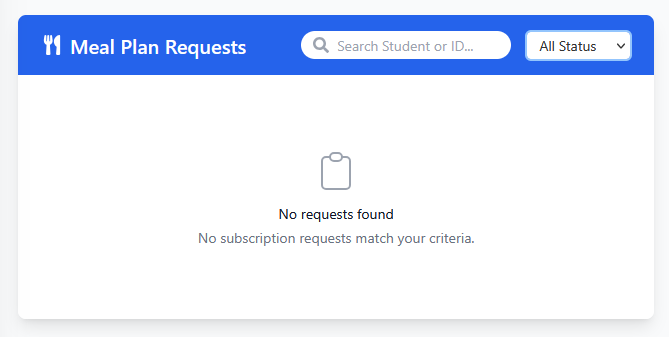 Meal Plan Requests
Search Student or ID...
All Status
No requests found
No subscription requests match your criteria.